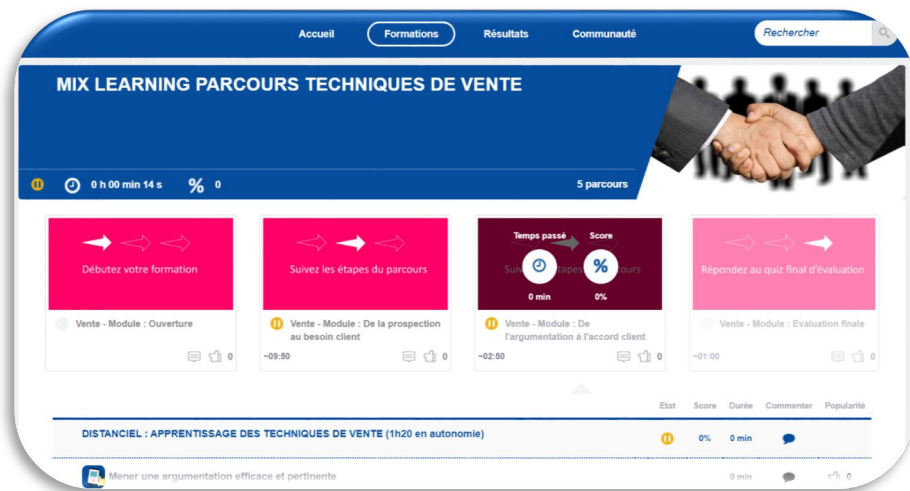 Accueil Formations Résultats Communauté Rechercher
MIX LEARNING PARCOURS TECHNIQUES DE VENTE
0 h 00 min 14 s % 0 5 parcours
Débutez votre formation
Suivez les étapes du parcours
Temps passé Score
%
0 min 0%
Répondez au quiz final d'évaluation
Vente - Module : Ouverture
0
Vente - Module : De la prospection
au besoin client
~09:50 0
Vente - Module : De
l'argumentation à l'accord client
~02:50 0
Vente - Module : Evaluation finale
~01:00 0
Etat Score Durée Commenter Popularité
DISTANCIEL : APPRENTISSAGE DES TECHNIQUES DE VENTE (1h20 en autonomie) 0% 0 min
Mener une argumentation efficace et pertinente 0 min 0